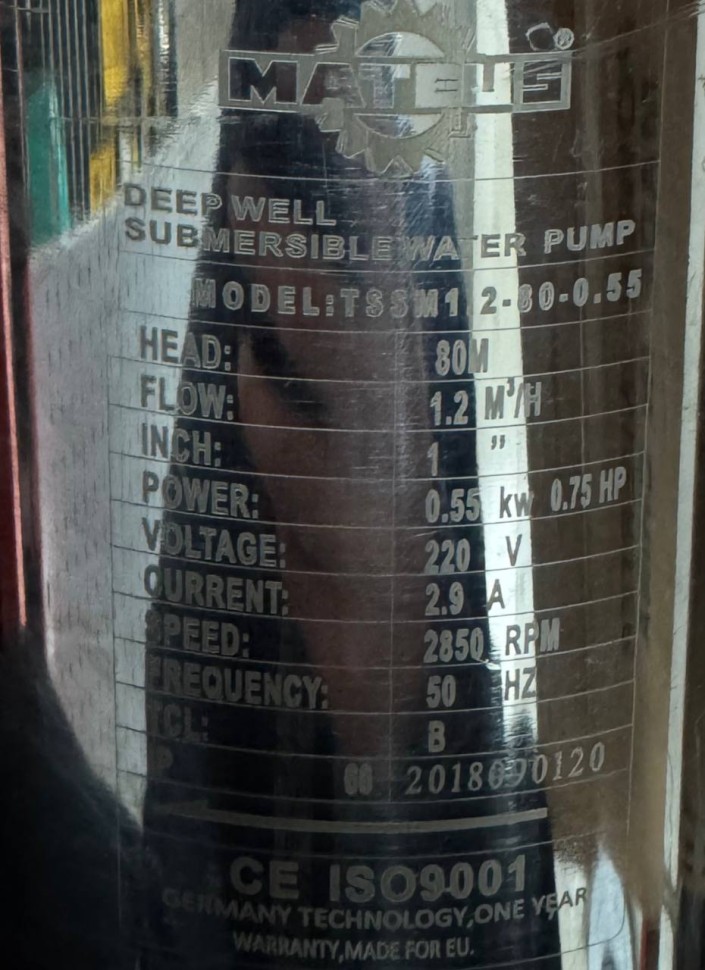 MATEUS®
DEEP WELL
SUBMERSIBLE WATER PUMP
MODEL:TSSM1.2-80-0.55
HEAD: 80M
FLOW: 1.2 M³/H
INCH: 1 "
POWER: 0.55 kw 0.75 HP
VOLTAGE: 220 V
CURRENT: 2.9 A
SPEED: 2850 RPM
FREQUENCY: 50 HZ
ICL: B
IP 2018090120
CE ISO9001
GERMANY TECHNOLOGY,ONE YEAR
WARRANTY,MADE FOR EU.